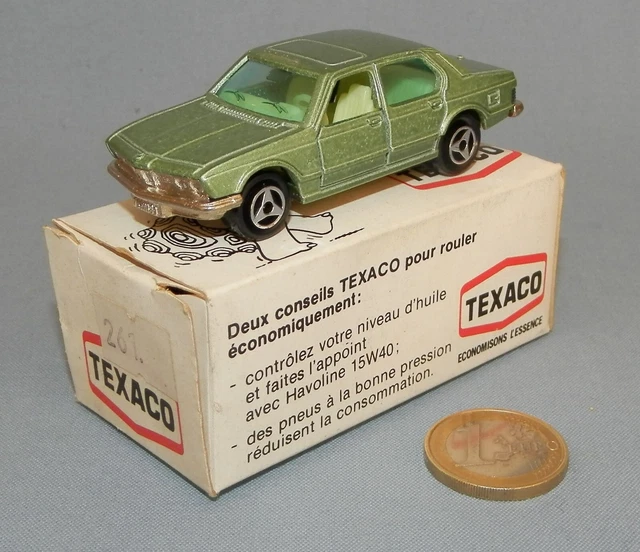 Deux conseils TEXACO pour rouler
économiquement:
- contrôlez votre niveau d'huile
et faites l'appoint
avec Havoline 15W40;
- des pneus à la bonne pression
réduisent la consommation.
TEXACO
ECONOMISONS L'ESSENCE
261.
TEXACO